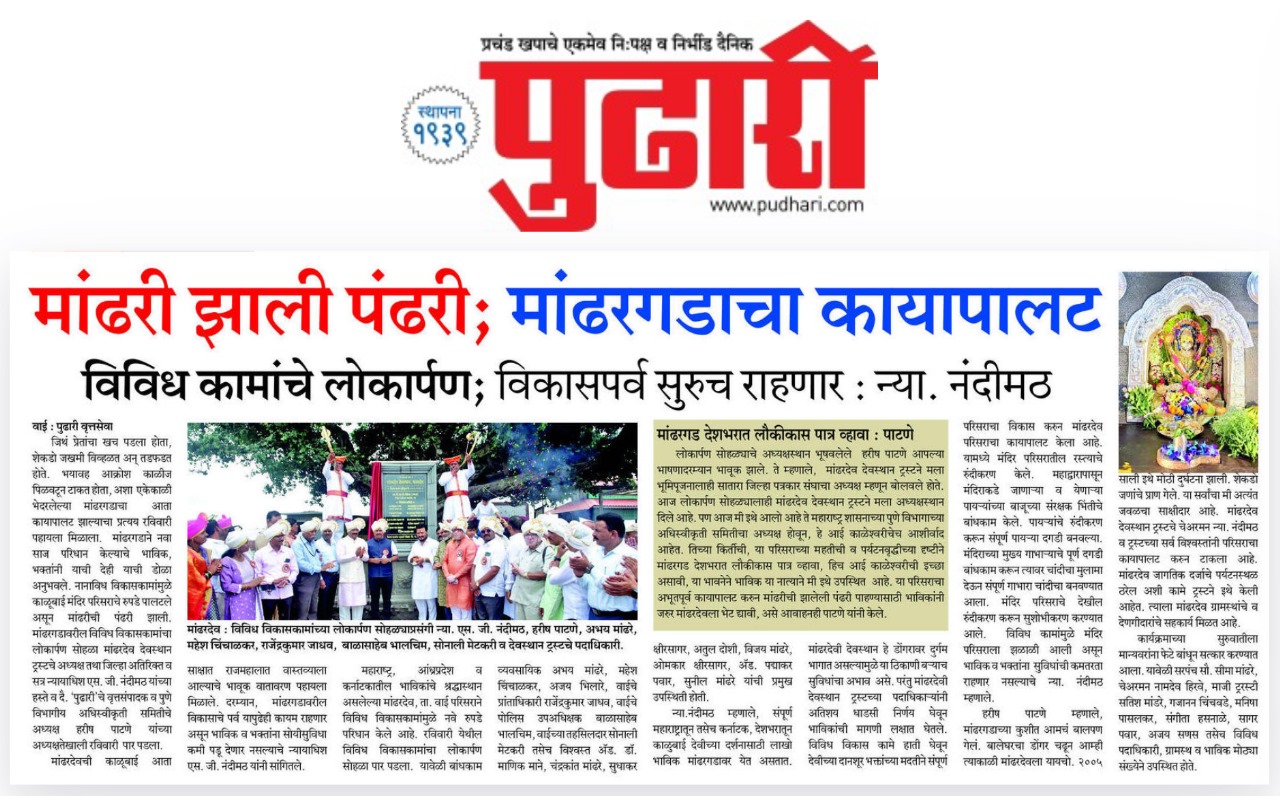 प्रचंड खपाचे एकमेव नि:पक्ष व निर्भीड दैनिक
स्थापना
१९३९
पुढारी
www.pudhari.com
मांढरी झाली पंढरी; मांढरगडाचा कायापालट
विविध कामांचे लोकार्पण; विकासपर्व सुरुच राहणार : न्या. नंदीमठ
वाई : पुढारी वृत्तसेवा
जिथं प्रेतांचा खच पडला होता,
शेकडो जखमी विव्हळत अन् तडफडत
होते. भयावह आक्रोश काळीज
पिळवटून टाकत होता, अशा एकेकाळी
भेदरलेल्या मांढरगडाचा आता
कायापालट झाल्याचा प्रत्यय रविवारी
पहायला मिळाला. मांढरगडाने नवा
साज परिधान केल्याचे भाविक,
भक्तांनी याची देही याची डोळा
अनुभवले. नानाविध विकासकामांमुळे
काळूबाई मंदिर परिसराचे रुपडे पालटले
असून मांढरीची पंढरी झाली.
मांढरगडावरील विविध विकासकामांचा
लोकार्पण सोहळा मांढरदेव देवस्थान
ट्रस्टचे अध्यक्ष तथा जिल्हा अतिरिक्त व
सत्र न्यायाधिश एस. जी. नंदीमठ यांच्या
हस्ते व दै. 'पुढारी'चे वृत्तसंपादक व पुणे
विभागीय अधिस्वीकृती समितीचे
अध्यक्ष हरीष पाटणे यांच्या
अध्यक्षतेखाली रविवारी पार पडला.
मांढरदेवची काळूबाई आता
मांढरदेव : विविध विकासकामांच्या लोकार्पण सोहळ्याप्रसंगी न्या. एस. जी. नंदीमठ, हरीष पाटणे, अभय मांढरे,
महेश चिंचाळकर, राजेंद्रकुमार जाधव, बाळासाहेब भालचिम, सोनाली मेटकरी व देवस्थान ट्रस्टचे पदाधिकारी.
साक्षात राजमहालात वास्तव्याला
आल्याचे भावूक वातावरण पहायला
मिळाले. दरम्यान, मांढरगडावरील
विकासाचे पर्व यापुढेही कायम राहणार
असून भाविक व भक्तांना सोयीसुविधा
कमी पडू देणार नसल्याचे न्यायाधिश
एस. जी. नंदीमठ यांनी सांगितले.
महाराष्ट्र, आंध्रप्रदेश व
कर्नाटकातील भाविकांचे श्रद्धास्थान
असलेल्या मांढरदेव, ता. वाई परिसराने
विविध विकासकामांमुळे नवे रुपडे
परिधान केले आहे. रविवारी येथील
विविध विकासकामांचा लोकार्पण
सोहळा पार पडला. यावेळी बांधकाम
व्यवसायिक अभय मांढरे, महेश
चिंचाळकर, अजय भिलारे, वाईचे
प्रांताधिकारी राजेंद्रकुमार जाधव, वाईचे
पोलिस उपअधिक्षक बाळासाहेब
भालचिम, वाईच्या तहसिलदार सोनाली
मेटकरी तसेच विश्वस्त अ‍ॅड. डॉ.
माणिक माने, चंद्रकांत मांढरे, सुधाकर
मांढरगड देशभरात लौकीकास पात्र व्हावा : पाटणे
लोकार्पण सोहळ्याचे अध्यक्षस्थान भूषवलेले हरीष पाटणे आपल्या
भाषणादरम्यान भावूक झाले. ते म्हणाले, मांढरदेव देवस्थान ट्रस्टने मला
भूमिपूजनालाही सातारा जिल्हा पत्रकार संघाचा अध्यक्ष म्हणून बोलवले होते.
आज लोकार्पण सोहळ्यालाही मांढरदेव देवस्थान ट्रस्टने मला अध्यक्षस्थान
दिले आहे. पण आज मी इथे आलो आहे ते महाराष्ट्र शासनाच्या पुणे विभागाच्या
अधिस्वीकृती समितीचा अध्यक्ष होवून, हे आई काळेश्वरीचेच आशीर्वाद
आहेत. तिच्या किर्तीची, या परिसराच्या महतीची व पर्यटनवृद्धीच्या दृष्टीने
मांढरगड देशभरात लौकीकास पात्र व्हावा, हिच आई काळेश्वरीची इच्छा
असावी, या भावनेने भाविक या नात्याने मी इथे उपस्थित आहे. या परिसराचा
अभूतपूर्व कायापालट करुन मांढरीची झालेली पंढरी पाहण्यासाठी भाविकांनी
जरुर मांढरदेवला भेट द्यावी, असे आवाहनही पाटणे यांनी केले.
क्षीरसागर, अतुल दोशी, विजय मांढरे,
ओमकार क्षीरसागर, अ‍ॅड. पद्माकर
पवार, सुनील मांढरे यांची प्रमुख
उपस्थिती होती.
न्या.नंदीमठ म्हणाले, संपूर्ण
महाराष्ट्रातून तसेच कर्नाटक, देशभरातून
काळुबाई देवीच्या दर्शनासाठी लाखो
भाविक मांढरगडावर येत असतात.
मांढरदेवी देवस्थान हे डोंगरावर दुर्गम
भागात असल्यामुळे या ठिकाणी बऱ्याच
सुविधांचा अभाव असे. परंतु मांढरदेवी
देवस्थान ट्रस्टच्या पदाधिकाऱ्यांनी
अतिशय धाडसी निर्णय घेवून
भाविकांची मागणी लक्षात घेतले.
विविध विकास कामे हाती घेवून
देवीच्या दानशूर भक्तांच्या मदतीने संपूर्ण
परिसराचा विकास करुन मांढरदेव
परिसराचा कायापालट केला आहे.
यामध्ये मंदिर परिसरातील रस्त्याचे
रुंदीकरण केले. महाद्वारापासून
मंदिराकडे जाणाऱ्या व येणाऱ्या
पायऱ्यांच्या बाजूच्या संरक्षक भिंतीचे
बांधकाम केले. पायऱ्यांचे रुंदीकरण
करून संपूर्ण पायऱ्या दगडी बनवल्या.
मंदिराच्या मुख्य गाभाऱ्याचे पूर्ण दगडी
बांधकाम करून त्यावर चांदीचा मुलामा
देऊन संपूर्ण गाभारा चांदीचा बनवण्यात
आला. मंदिर परिसराचे देखील
रुंदीकरण करून सुशोभीकरण करण्यात
आले. विविध कामांमुळे मंदिर
परिसराला झळाळी आली असून
भाविक व भक्तांना सुविधांची कमतरता
राहणार नसल्याचे न्या. नंदीमठ
म्हणाले.
हरीष पाटणे म्हणाले,
मांढरगडाच्या कुशीत आमचं बालपण
गेलं. बालेघरचा डोंगर चढून आम्ही
त्याकाळी मांढरदेवला यायचो. २००५
साली इथे मोठी दुर्घटना झाली. शेकडो
जणांचे प्राण गेले. या सर्वांचा मी अत्यंत
जवळचा साक्षीदार आहे. मांढरदेव
देवस्थान ट्रस्टचे चेअरमन न्या. नंदीमठ
व ट्रस्टच्या सर्व विश्वस्तांनी परिसराचा
कायापालट करुन टाकला आहे.
मांढरदेव जागतिक दर्जाचे पर्यटनस्थळ
ठरेल अशी कामे ट्रस्टने इथे केली
आहेत. त्याला मांढरदेव ग्रामस्थांचे व
देणगीदारांचे सहकार्य मिळत आहे.
कार्यक्रमाच्या सुरुवातीला
मान्यवरांना फेटे बांधून सत्कार करण्यात
आला. यावेळी सरपंच सौ. सीमा मांढरे,
चेअरमन नामदेव हिरवे, माजी ट्रस्टी
सतिश मांडरे, गजानन चिंचवडे, मनिषा
पासलकर, संगीता हसनाळे, सागर
पवार, अजय सणस तसेच विविध
पदाधिकारी, ग्रामस्थ व भाविक मोठ्या
संख्येने उपस्थित होते.